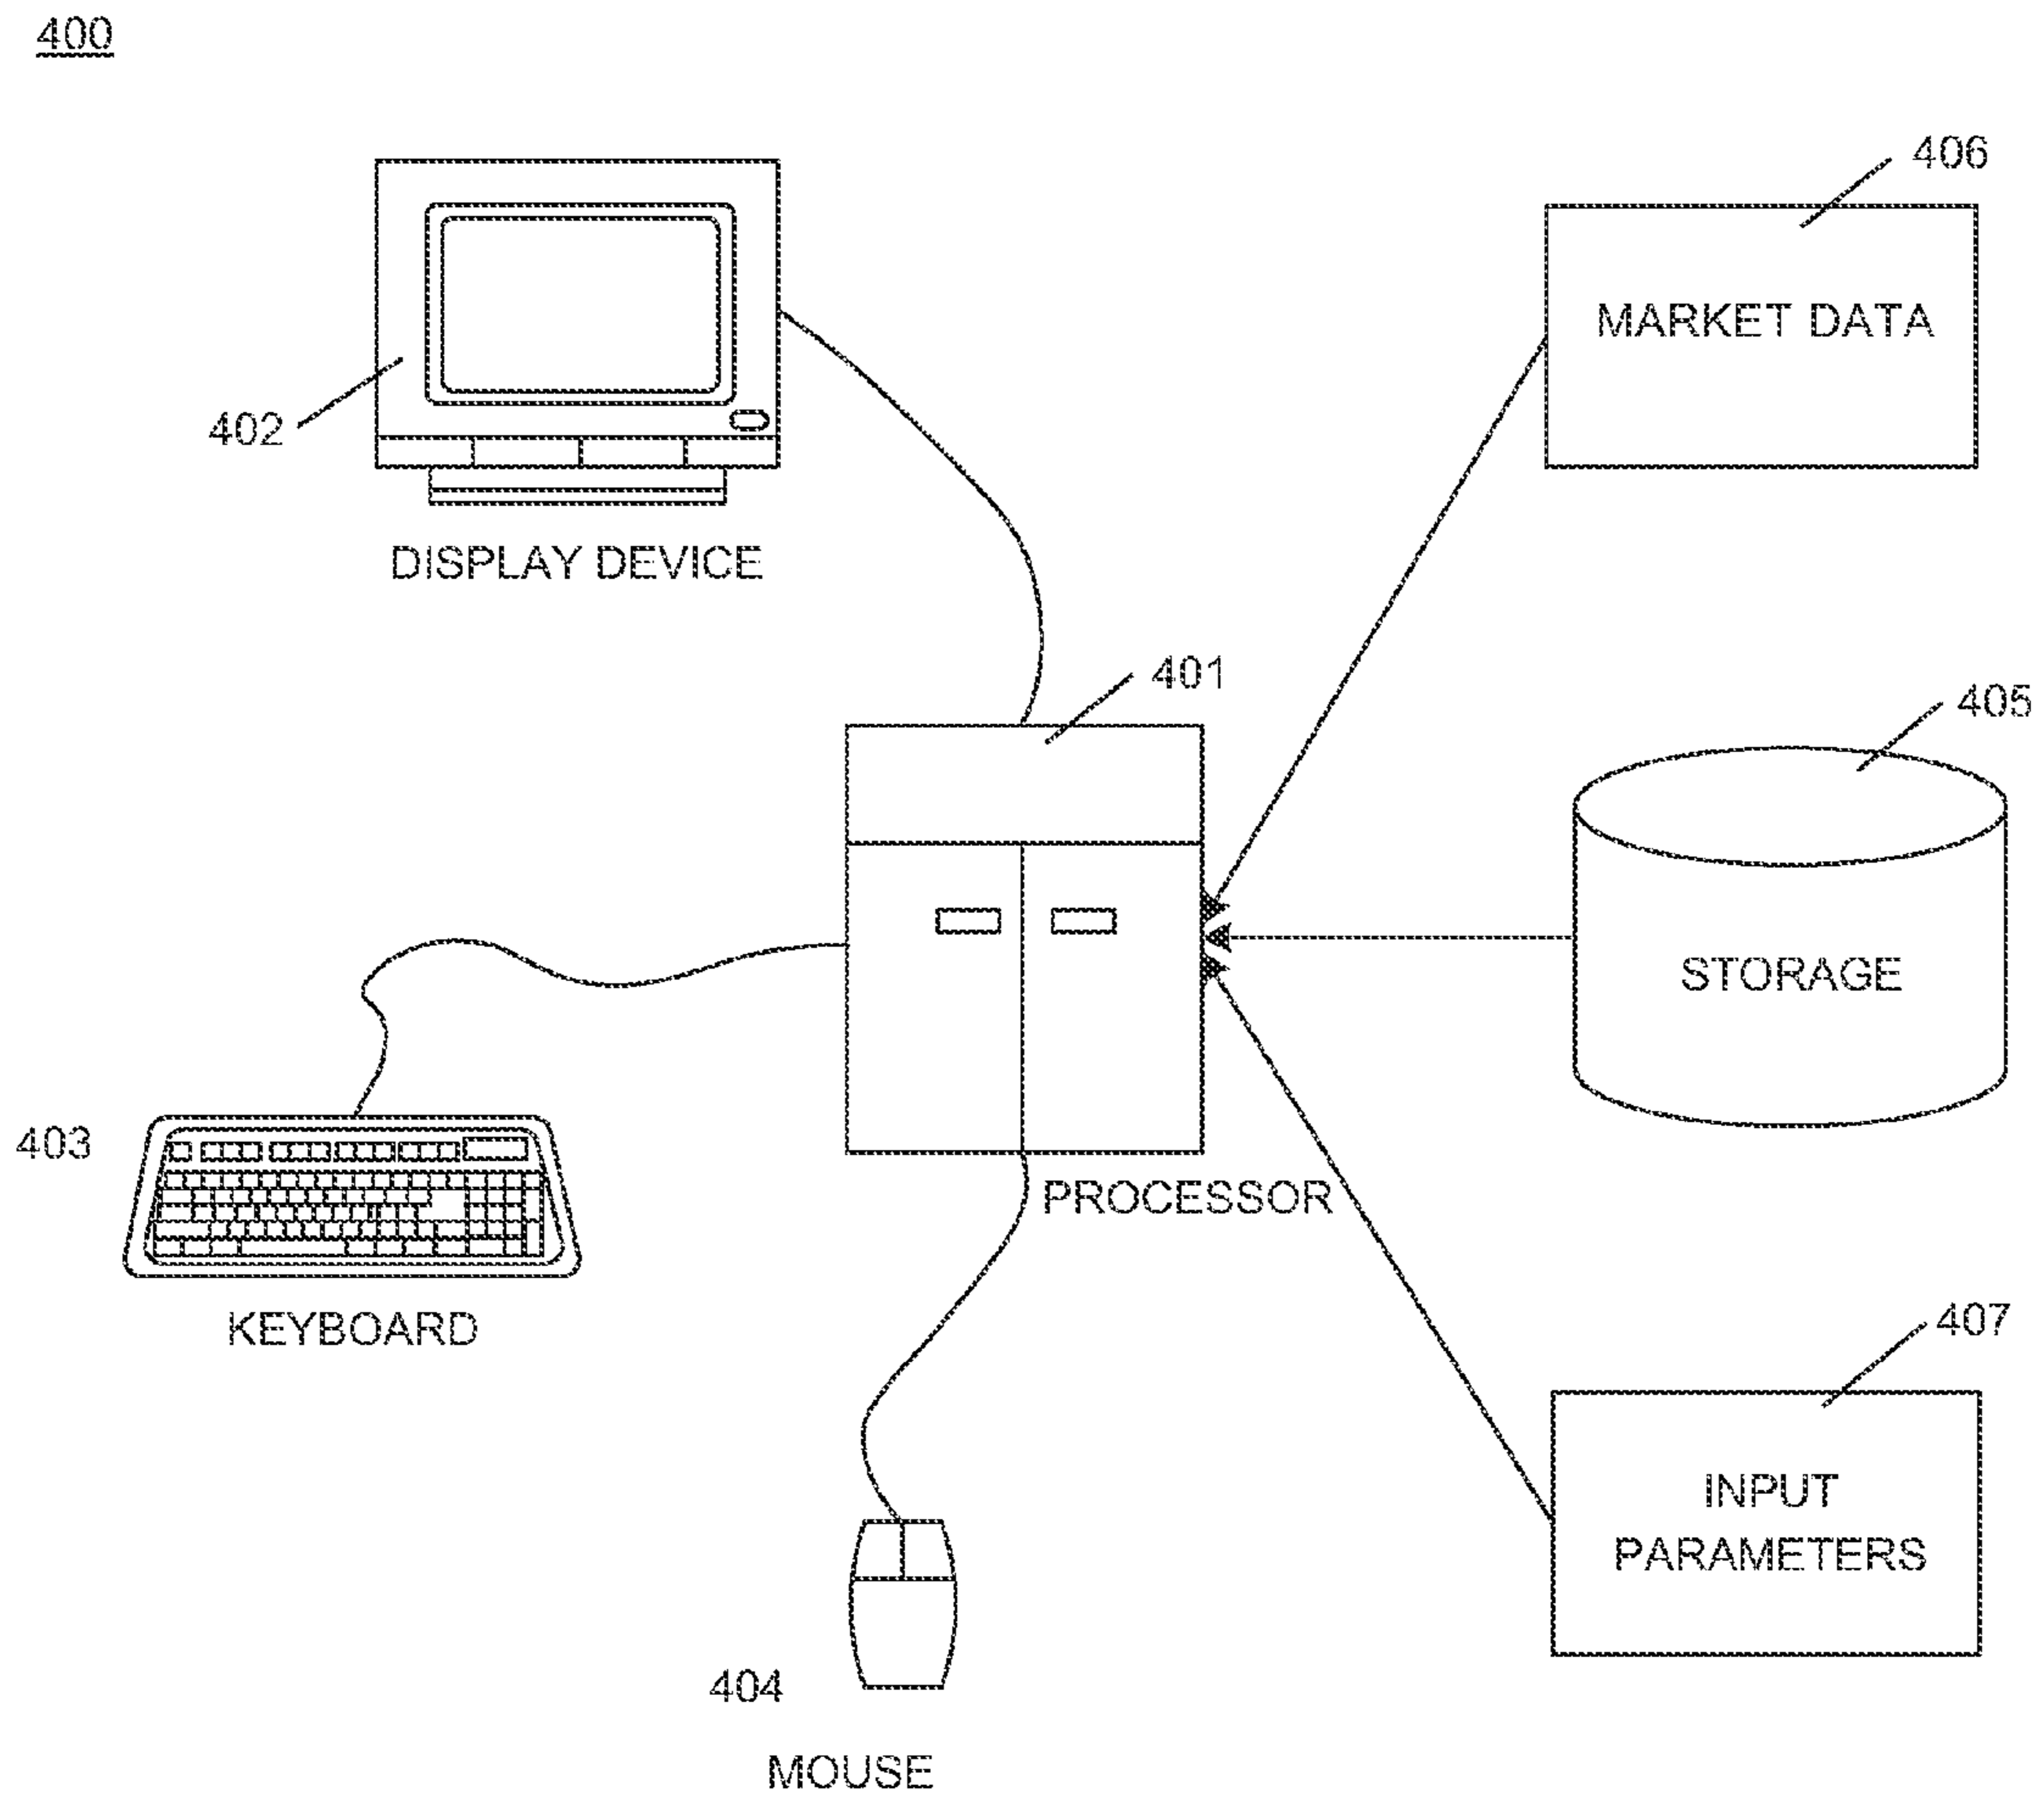 400
406
MARKET DATA
402
DISPLAY DEVICE
401
405
STORAGE
403
PROCESSOR
KEYBOARD
407
INPUT
PARAMETERS
404
MOUSE